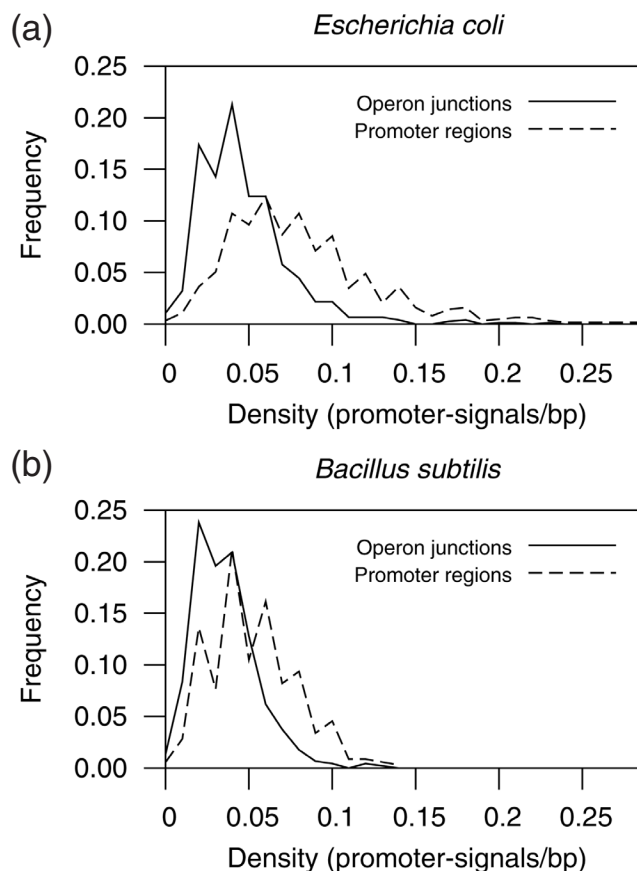 (a)
Escherichia coli
0.25
0.20
0.15
0.10
0.05
0.00
Frequency
Operon junctions
Promoter regions
0 0.05 0.1 0.15 0.2 0.25
Density (promoter-signals/bp)
(b)
Bacillus subtilis
0.25
0.20
0.15
0.10
0.05
0.00
Frequency
Operon junctions
Promoter regions
0 0.05 0.1 0.15 0.2 0.25
Density (promoter-signals/bp)